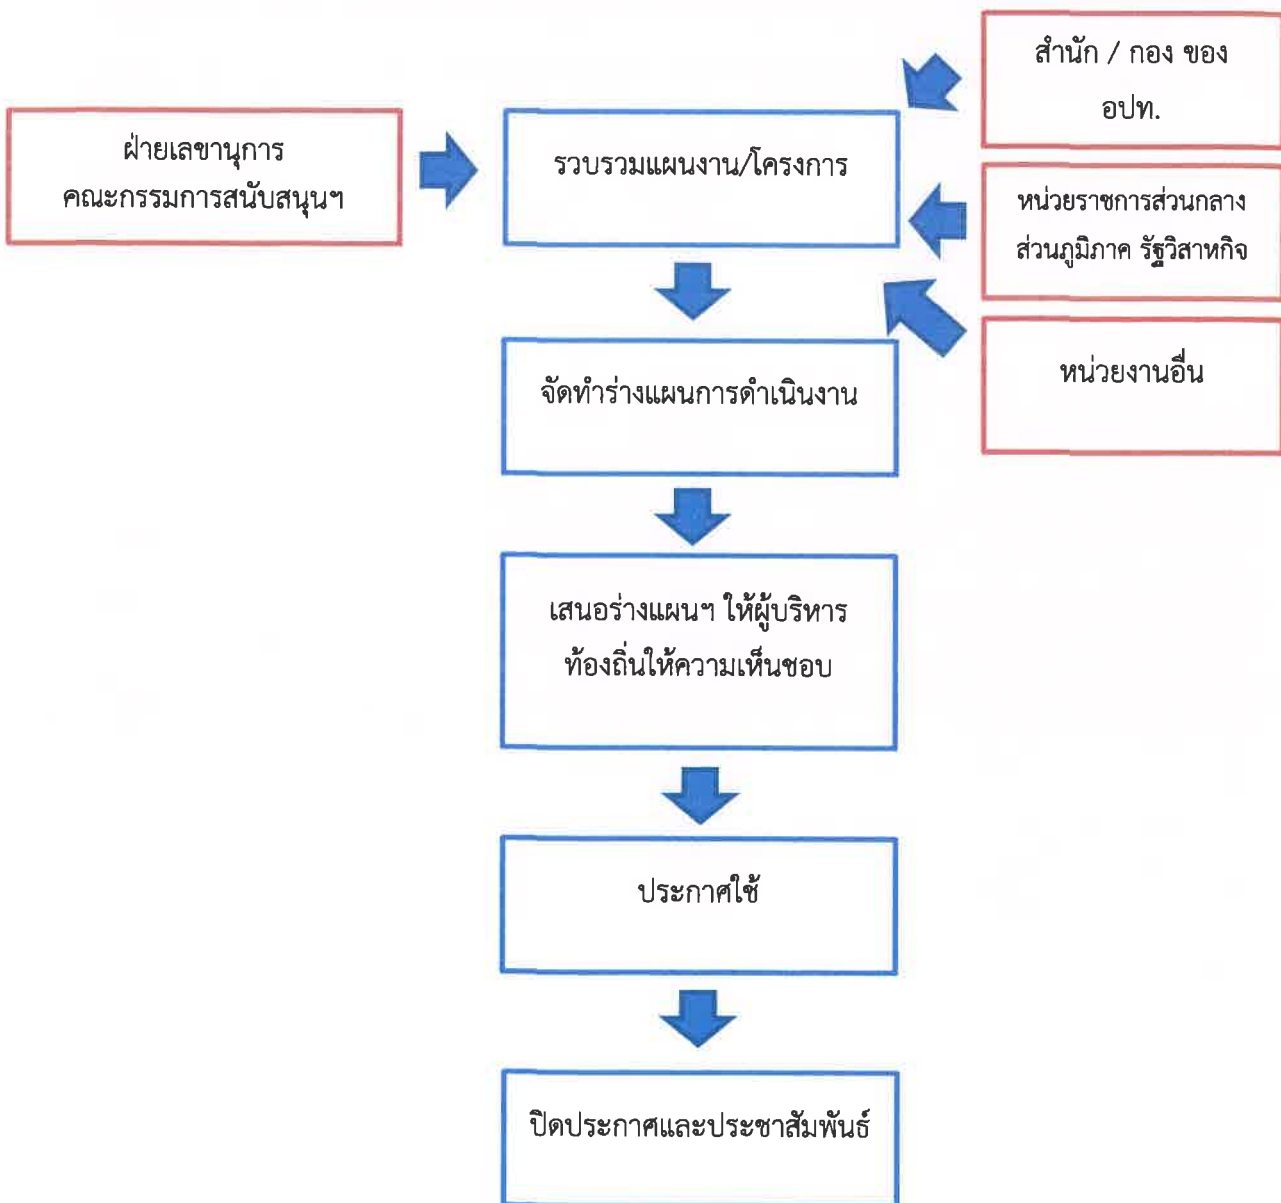 สำนัก / กอง ของ
อปท.
ฝ่ายเลขานุการ
คณะกรรมการสนับสนุนฯ
รวบรวมแผนงาน/โครงการ
หน่วยราชการส่วนกลาง
ส่วนภูมิภาค รัฐวิสาหกิจ
หน่วยงานอื่น
จัดทำร่างแผนการดำเนินงาน
เสนอร่างแผนฯ ให้ผู้บริหาร
ท้องถิ่นให้ความเห็นชอบ
ประกาศใช้
ปิดประกาศและประชาสัมพันธ์